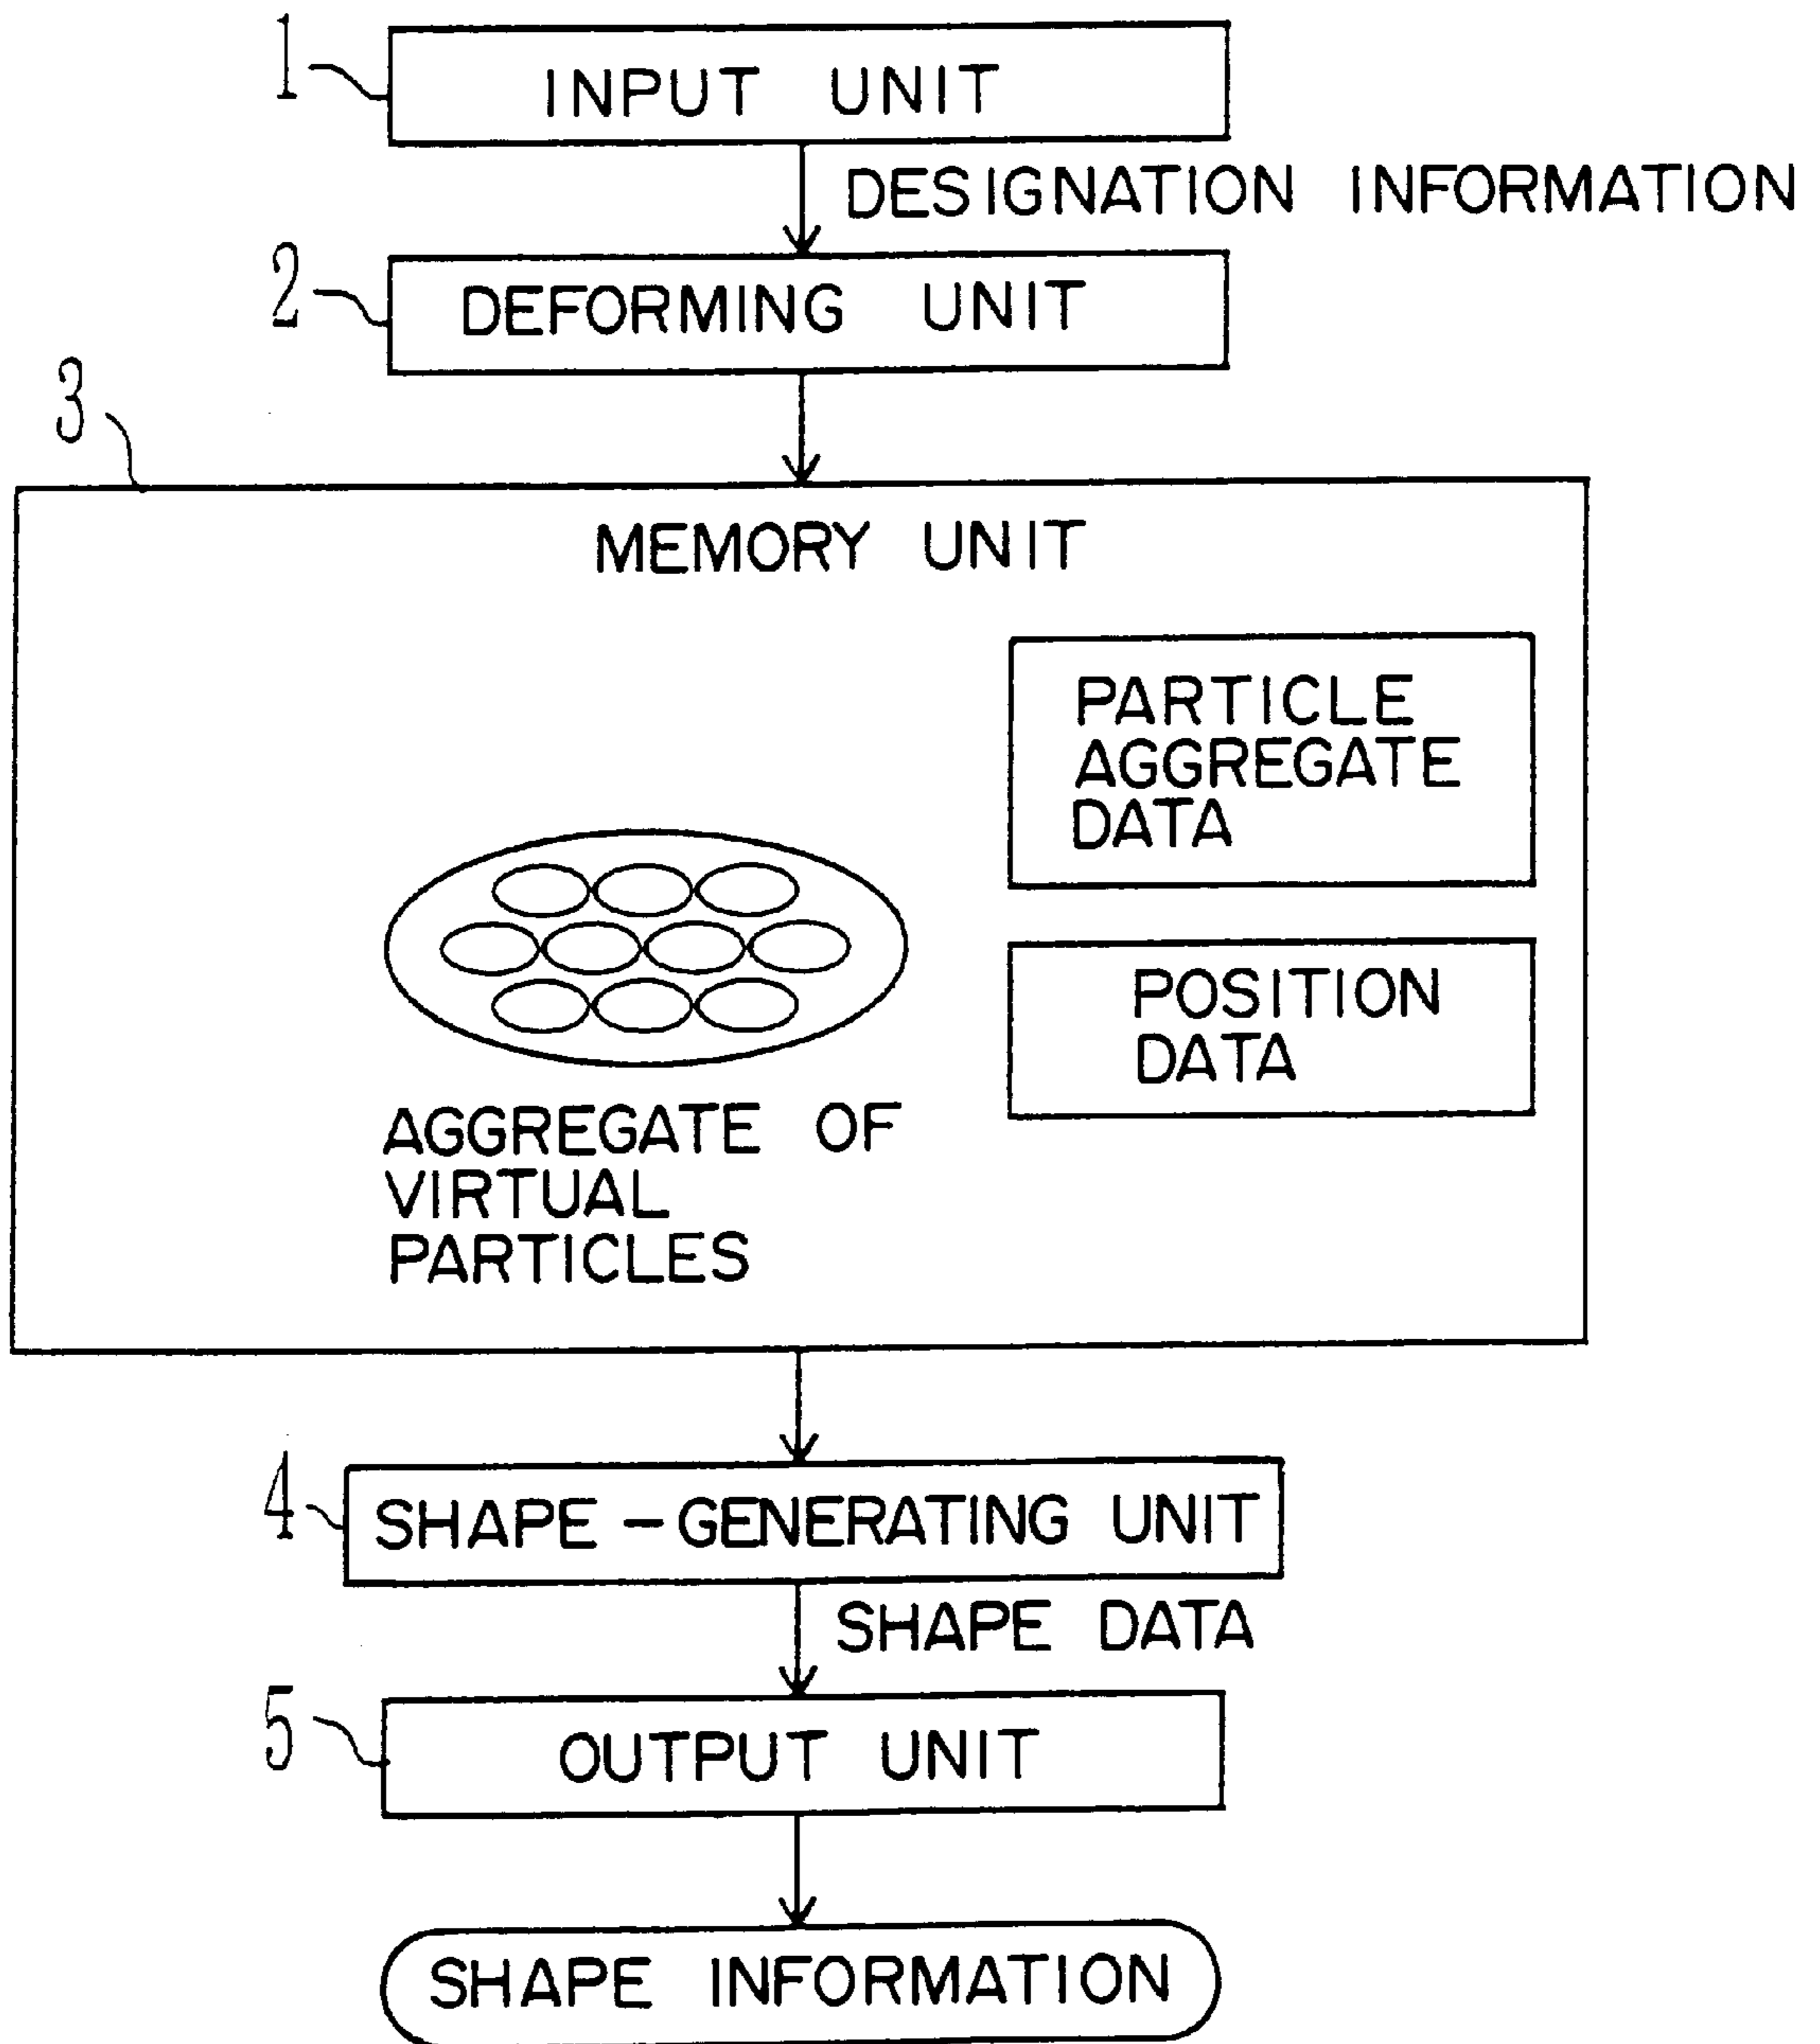 1
INPUT UNIT
DESIGNATION INFORMATION
2
DEFORMING UNIT
3
MEMORY UNIT
PARTICLE
AGGREGATE
DATA
POSITION
DATA
AGGREGATE OF
VIRTUAL
PARTICLES
4
SHAPE-GENERATING UNIT
SHAPE DATA
5
OUTPUT UNIT
SHAPE INFORMATION